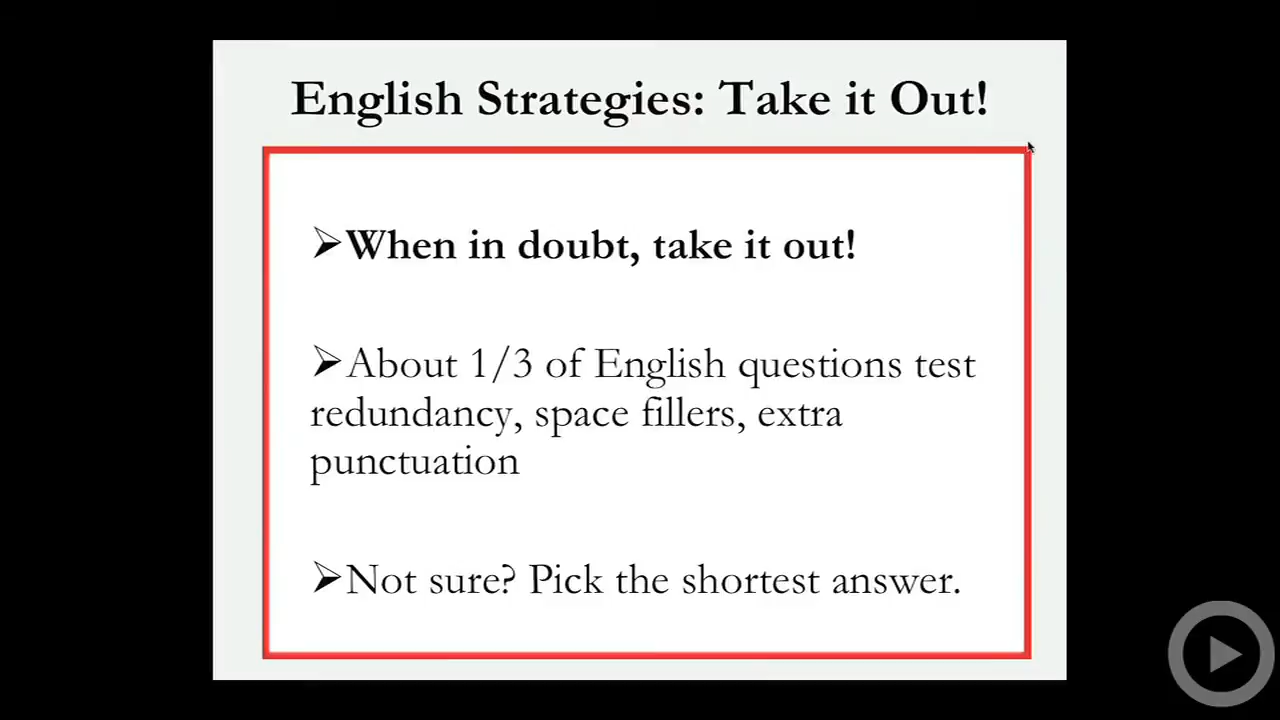 English Strategies: Take it Out!
➢When in doubt, take it out!
➢About 1/3 of English questions test
redundancy, space fillers, extra
punctuation
➢Not sure? Pick the shortest answer.